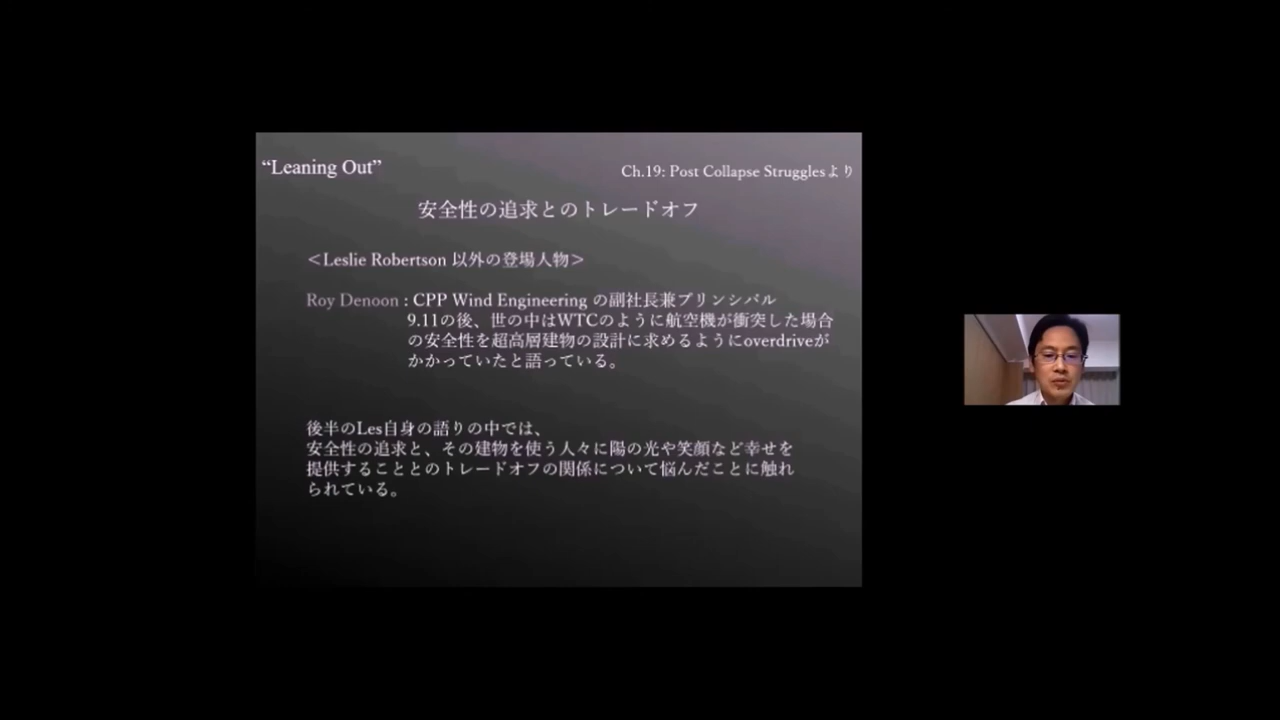 “Leaning Out”
Ch.19: Post Collapse Strugglesより
安全性の追求とのトレードオフ
＜Leslie Robertson 以外の登場人物＞
Roy Denoon : CPP Wind Engineering の副社長兼プリンシパル
9.11の後、世の中はWTCのように航空機が衝突した場合
の安全性を超高層建物の設計に求めるようにoverdriveが
かかっていたと語っている。
後半のLes自身の語りの中では、
安全性の追求と、その建物を使う人々に陽の光や笑顔など幸せを
提供することとのトレードオフの関係について悩んだことに触れ
られている。